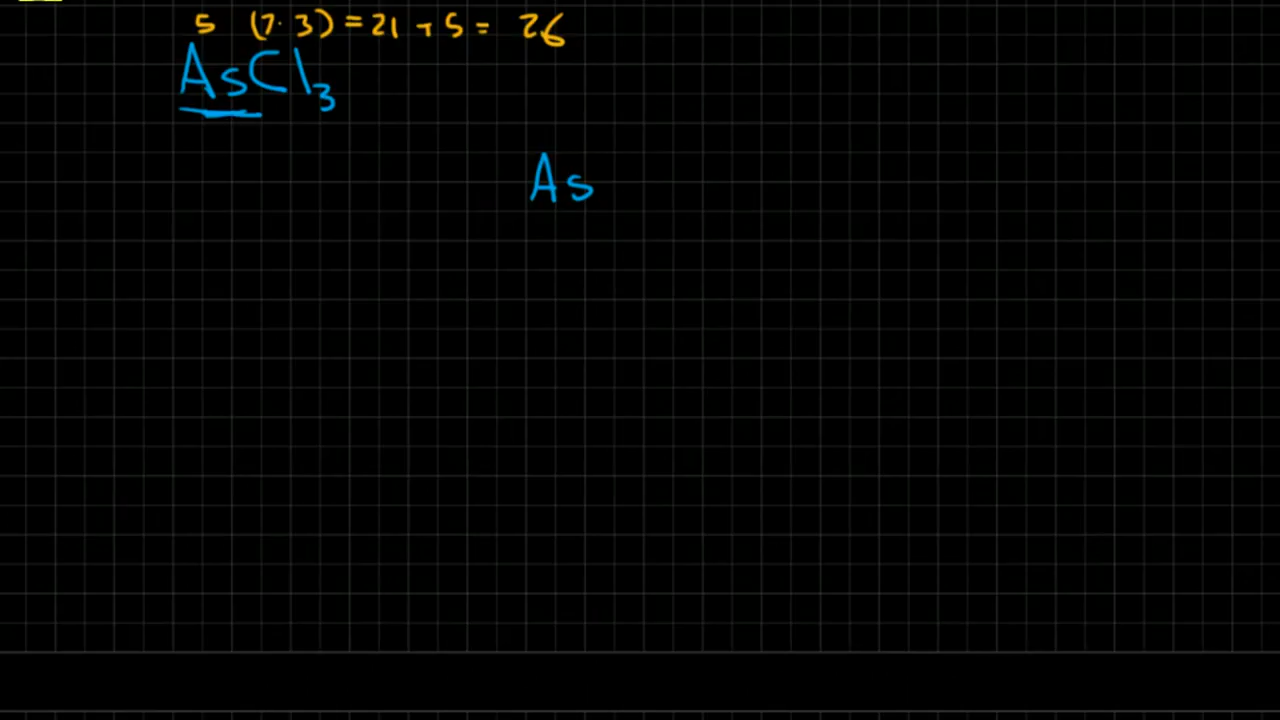 5 (7· 3) = 21 + 5 = 26
AsCl₃
As